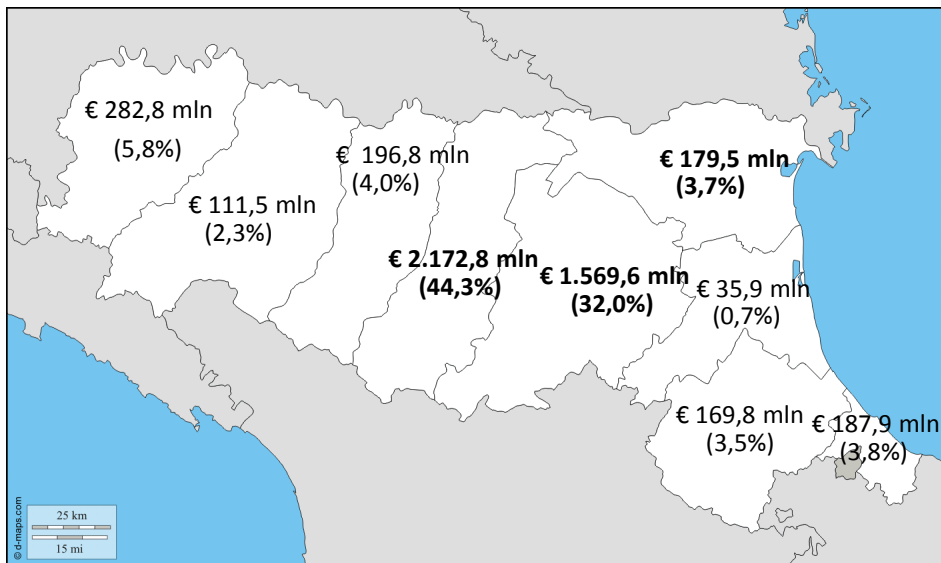 € 282,8 mln
(5,8%)
€ 111,5 mln
(2,3%)
€ 196,8 mln
(4,0%)
€ 2.172,8 mln
(44,3%)
€ 1.569,6 mln
(32,0%)
€ 179,5 mln
(3,7%)
€ 35,9 mln
(0,7%)
€ 169,8 mln
(3,5%)
€ 187,9 mln
(3,8%)
© d-maps.com
25 km
15 mi